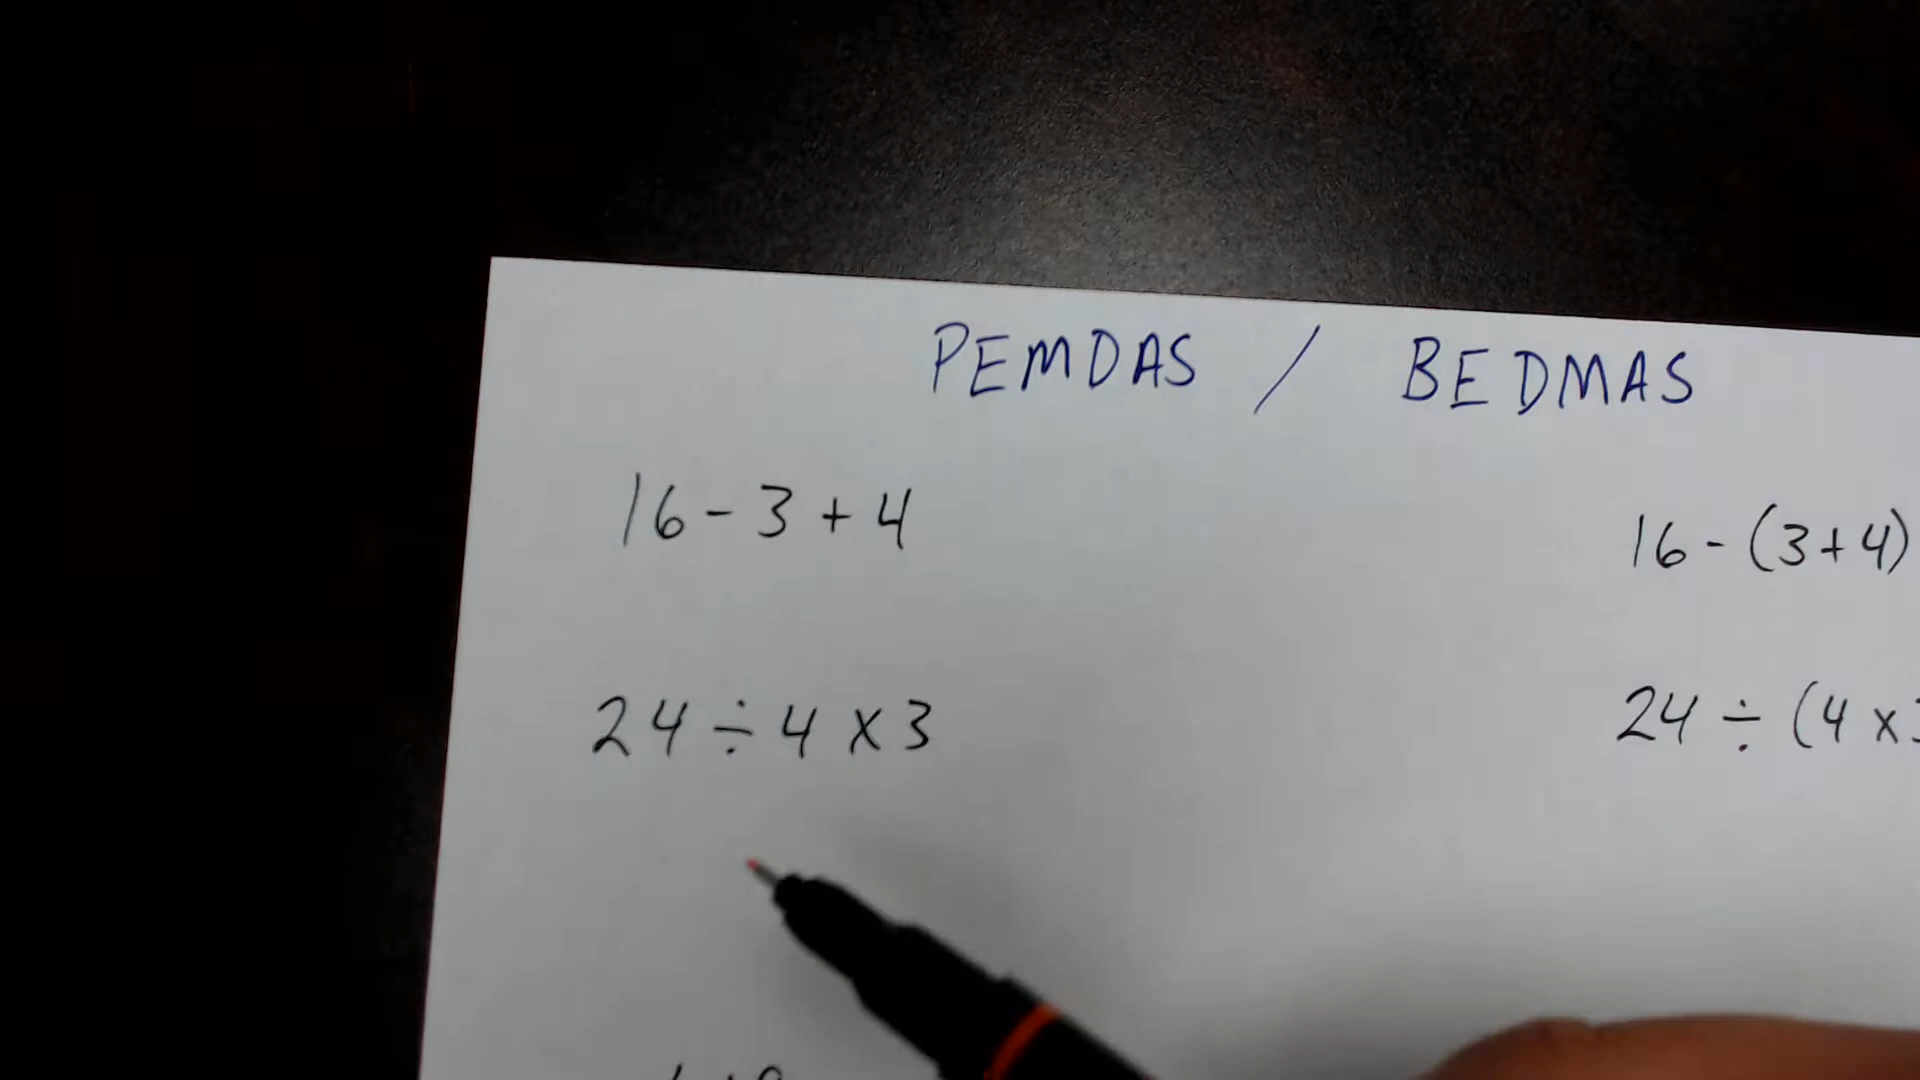 PEMDAS / BEDMAS
16 - 3 + 4
16 - (3+4)
24 ÷ 4 x 3
24 ÷ (4 x